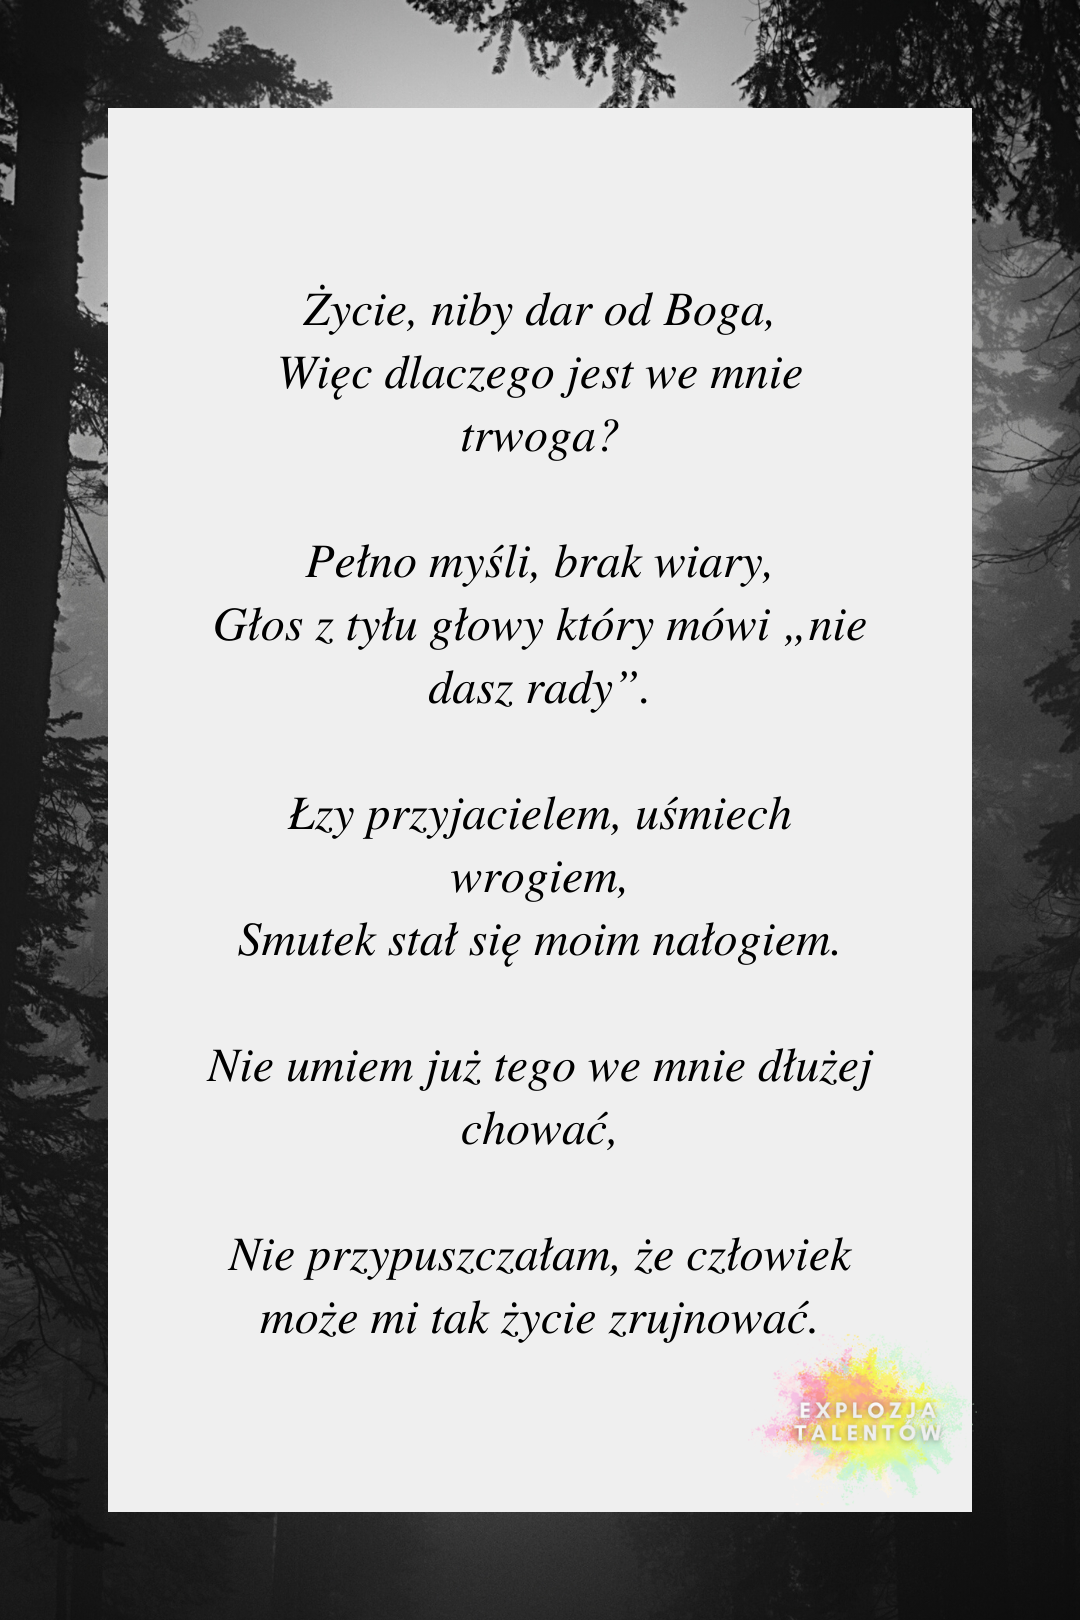 Życie, niby dar od Boga,
Więc dlaczego jest we mnie
trwoga?
Pełno myśli, brak wiary,
Głos z tyłu głowy który mówi „nie
dasz rady”.
Łzy przyjacielem, uśmiech
wrogiem,
Smutek stał się moim nałogiem.
Nie umiem już tego we mnie dłużej
chować,
Nie przypuszczałam, że człowiek
może mi tak życie zrujnować.
EXPLOZJA
TALENTÓW